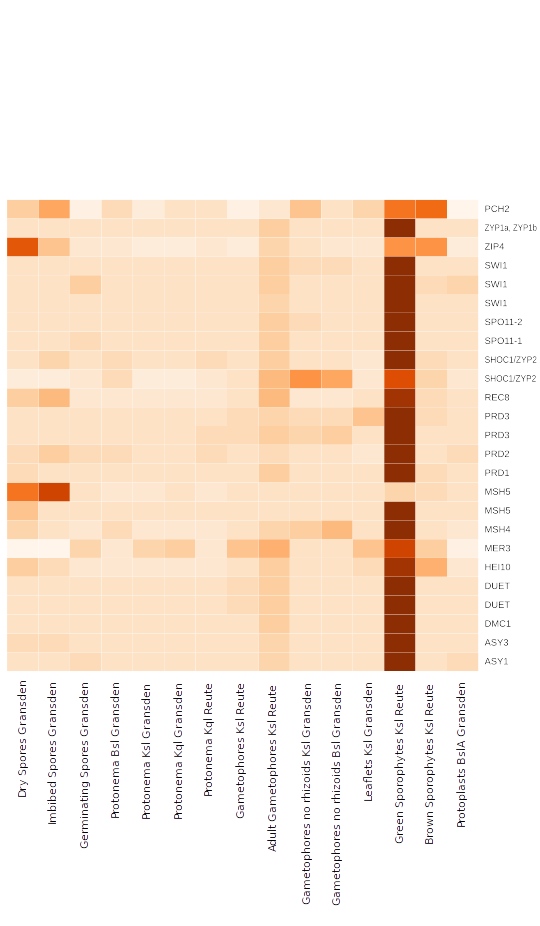 PCH2
ZYP1a, ZYP1b
ZIP4
SWI1
SWI1
SWI1
SPO11-2
SPO11-1
SHOC1/ZYP2
SHOC1/ZYP2
REC8
PRD3
PRD3
PRD2
PRD1
MSH5
MSH5
MSH4
MER3
HEI10
DUET
DUET
DMC1
ASY3
ASY1
Dry Spores Gransden
Imbibed Spores Gransden
Germinating Spores Gransden
Protonema Bsl Gransden
Protonema Ksl Gransden
Protonema Kql Gransden
Protonema Kql Reute
Gametophores Ksl Reute
Adult Gametophores Ksl Reute
Gametophores no rhizoids Ksl Gransden
Gametophores no rhizoids Bsl Gransden
Leaflets Ksl Gransden
Green Sporophytes Ksl Reute
Brown Sporophytes Ksl Reute
Protoplasts BslA Gransden